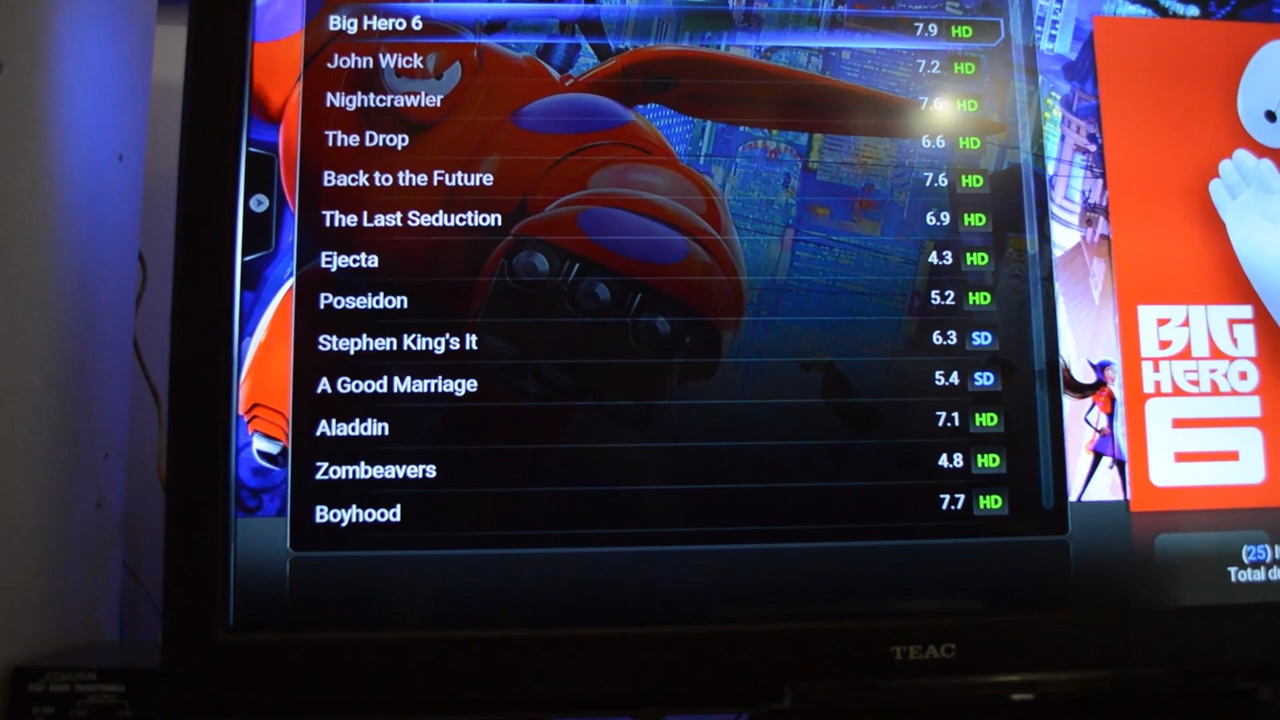 Big Hero 6 7.9 HD
John Wick 7.2 HD
Nightcrawler 7.6 HD
The Drop 6.6 HD
Back to the Future 7.6 HD
The Last Seduction 6.9 HD
Ejecta 4.3 HD
Poseidon 5.2 HD
Stephen King's It 6.3 SD
A Good Marriage 5.4 SD
Aladdin 7.1 HD
Zombeavers 4.8 HD
Boyhood 7.7 HD
BIG
HERO
6
(25)
Total
TEAC